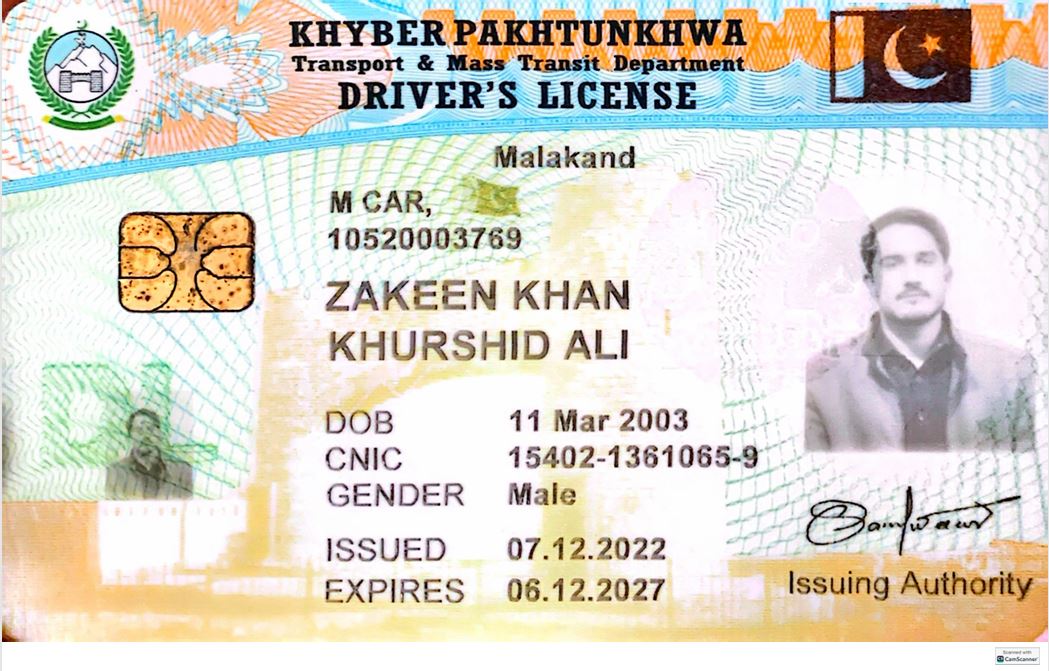 KHYBER PAKHTUNKHWA
Transport & Mass Transit Department
DRIVER'S LICENSE
Malakand
M CAR,
10520003769
ZAKEEN KHAN
KHURSHID ALI
DOB 11 Mar 2003
CNIC 15402-1361065-9
GENDER Male
ISSUED 07.12.2022
EXPIRES 06.12.2027
Issuing Authority
Scanned with
CS CamScanner